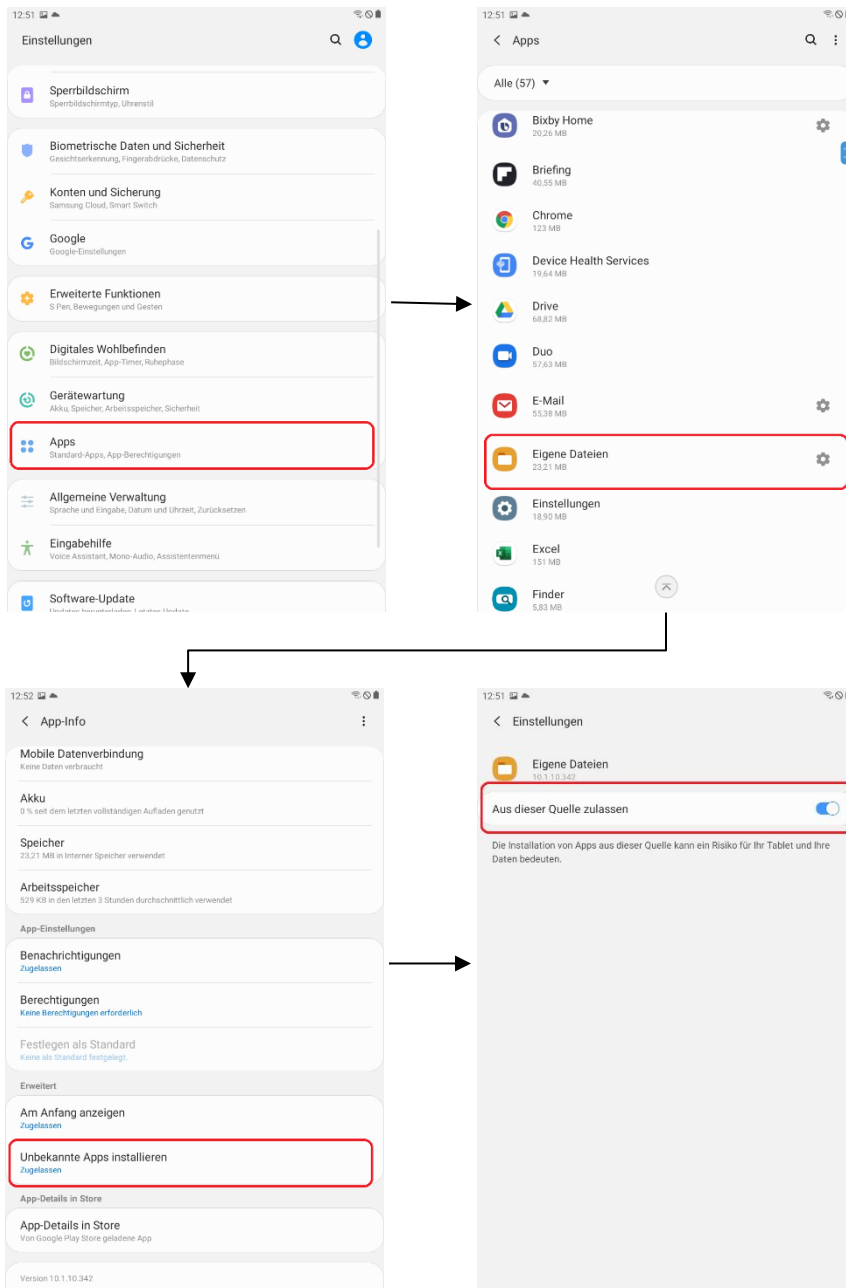 12:51
Einstellungen
Sperrbildschirm
Sperrbildschirmtyp, Uhrenstil
Biometrische Daten und Sicherheit
Gesichtserkennung, Fingerabdrücke, Datenschutz
Konten und Sicherung
Samsung Cloud, Smart Switch
Google
Google-Einstellungen
Erweiterte Funktionen
S Pen, Bewegungen und Gesten
Digitales Wohlbefinden
Bildschirmzeit, App-Timer, Ruhephase
Gerätewartung
Akku, Speicher, Arbeitsspeicher, Sicherheit
Apps
Standard-Apps, App-Berechtigungen
Allgemeine Verwaltung
Sprache und Eingabe, Datum und Uhrzeit, Zurücksetzen
Eingabehilfe
Voice Assistant, Mono-Audio, Assistentenmenü
Software-Update
Updates herunterladen, Letztes Update
12:51
Apps
Alle (57)
Bixby Home
20,26 MB
Briefing
40,55 MB
Chrome
123 MB
Device Health Services
19,64 MB
Drive
68,82 MB
Duo
57,63 MB
E-Mail
55,38 MB
Eigene Dateien
23,21 MB
Einstellungen
18,90 MB
Excel
151 MB
Finder
5,83 MB
12:52
App-Info
Mobile Datenverbindung
Keine Daten verbraucht
Akku
0 % seit dem letzten vollständigen Aufladen genutzt
Speicher
23,21 MB in Interner Speicher verwendet
Arbeitsspeicher
529 KB in den letzten 3 Stunden durchschnittlich verwendet
App-Einstellungen
Benachrichtigungen
Zugelassen
Berechtigungen
Keine Berechtigungen erforderlich
Festlegen als Standard
Keine als Standard festgelegt.
Erweitert
Am Anfang anzeigen
Zugelassen
Unbekannte Apps installieren
Zugelassen
App-Details in Store
App-Details in Store
Von Google Play Store geladene App
Version 10.1.10.342
12:51
Einstellungen
Eigene Dateien
10.1.10.342
Aus dieser Quelle zulassen
Die Installation von Apps aus dieser Quelle kann ein Risiko für Ihr Tablet und Ihre
Daten bedeuten.